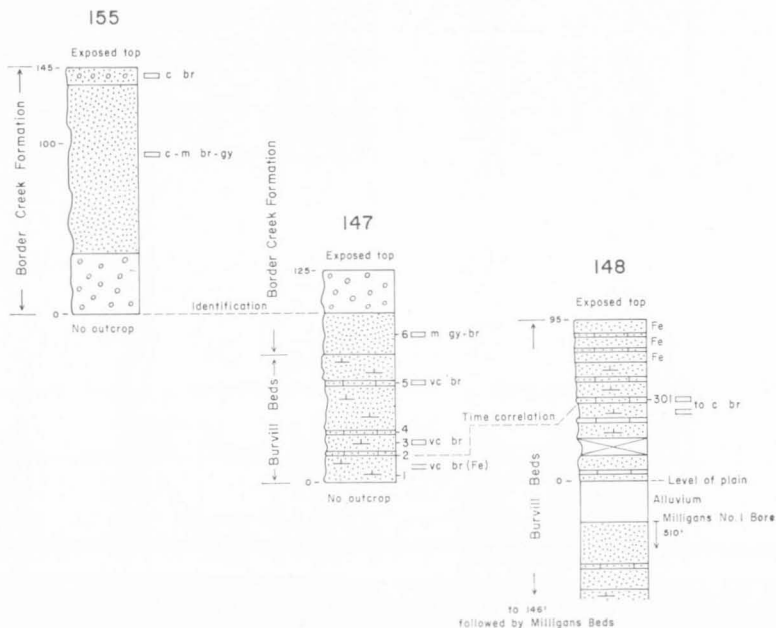 155
Exposed top
145
c br
Border Creek Formation
100
c-m br-gy
0
No outcrop
Identification
Border Creek Formation
147
Exposed top
125
6 m gy-br
5 vc br
Burvill Beds
4
3 vc br
2
vc br (Fe)
1
0
No outcrop
Time correlation
148
Exposed top
95
Fe
Fe
Fe
301
to c br
Burvill Beds
0
Level of plain
Alluvium
Milligans No. 1 Bore
510'
to 146'
followed by Milligans Beds